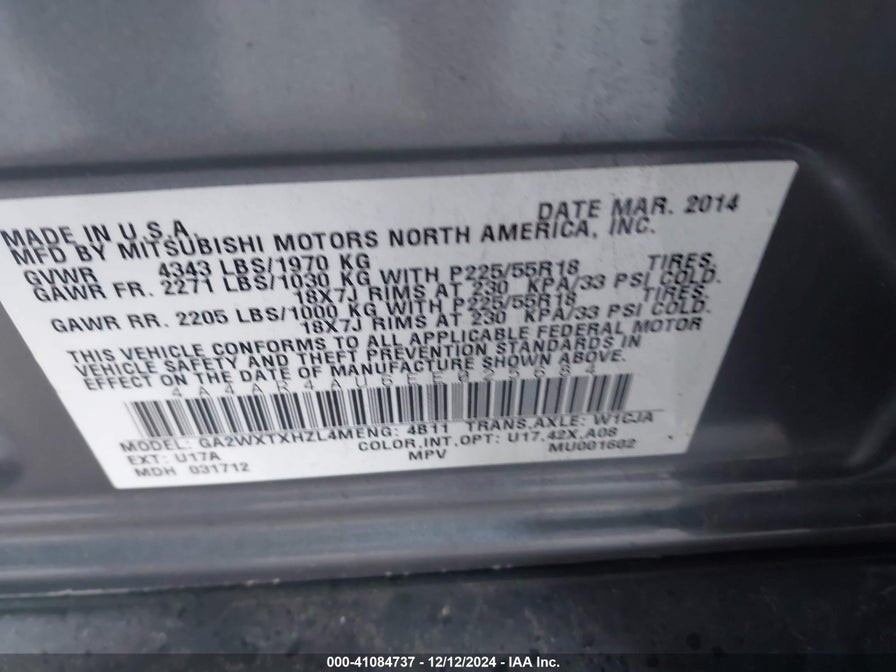 MADE IN U.S.A. DATE MAR. 2014
MFD BY MITSUBISHI MOTORS NORTH AMERICA, INC.
GVWR 4343 LBS/1970 KG
GAWR FR. 2271 LBS/1030 KG WITH P225/55R18 TIRES.
18X7J RIMS AT 230 KPA/33 PSI COLD.
GAWR RR. 2205 LBS/1000 KG WITH P225/55R18 TIRES.
18X7J RIMS AT 230 KPA/33 PSI COLD.
THIS VEHICLE CONFORMS TO ALL APPLICABLE FEDERAL MOTOR
VEHICLE SAFETY AND THEFT PREVENTION STANDARDS IN
EFFECT ON THE DATE OF MANUFACTURE SHOWN ABOVE.
4A4AR4AU6EE025684
MODEL: GA2WXTXHZL4M ENG: 4B11 TRANS,AXLE: W1CJA
EXT: U17A COLOR,INT,OPT: U17,42X,A08
MDH 031712 MPV MU001602
000-41084737 - 12/12/2024 - IAA Inc.